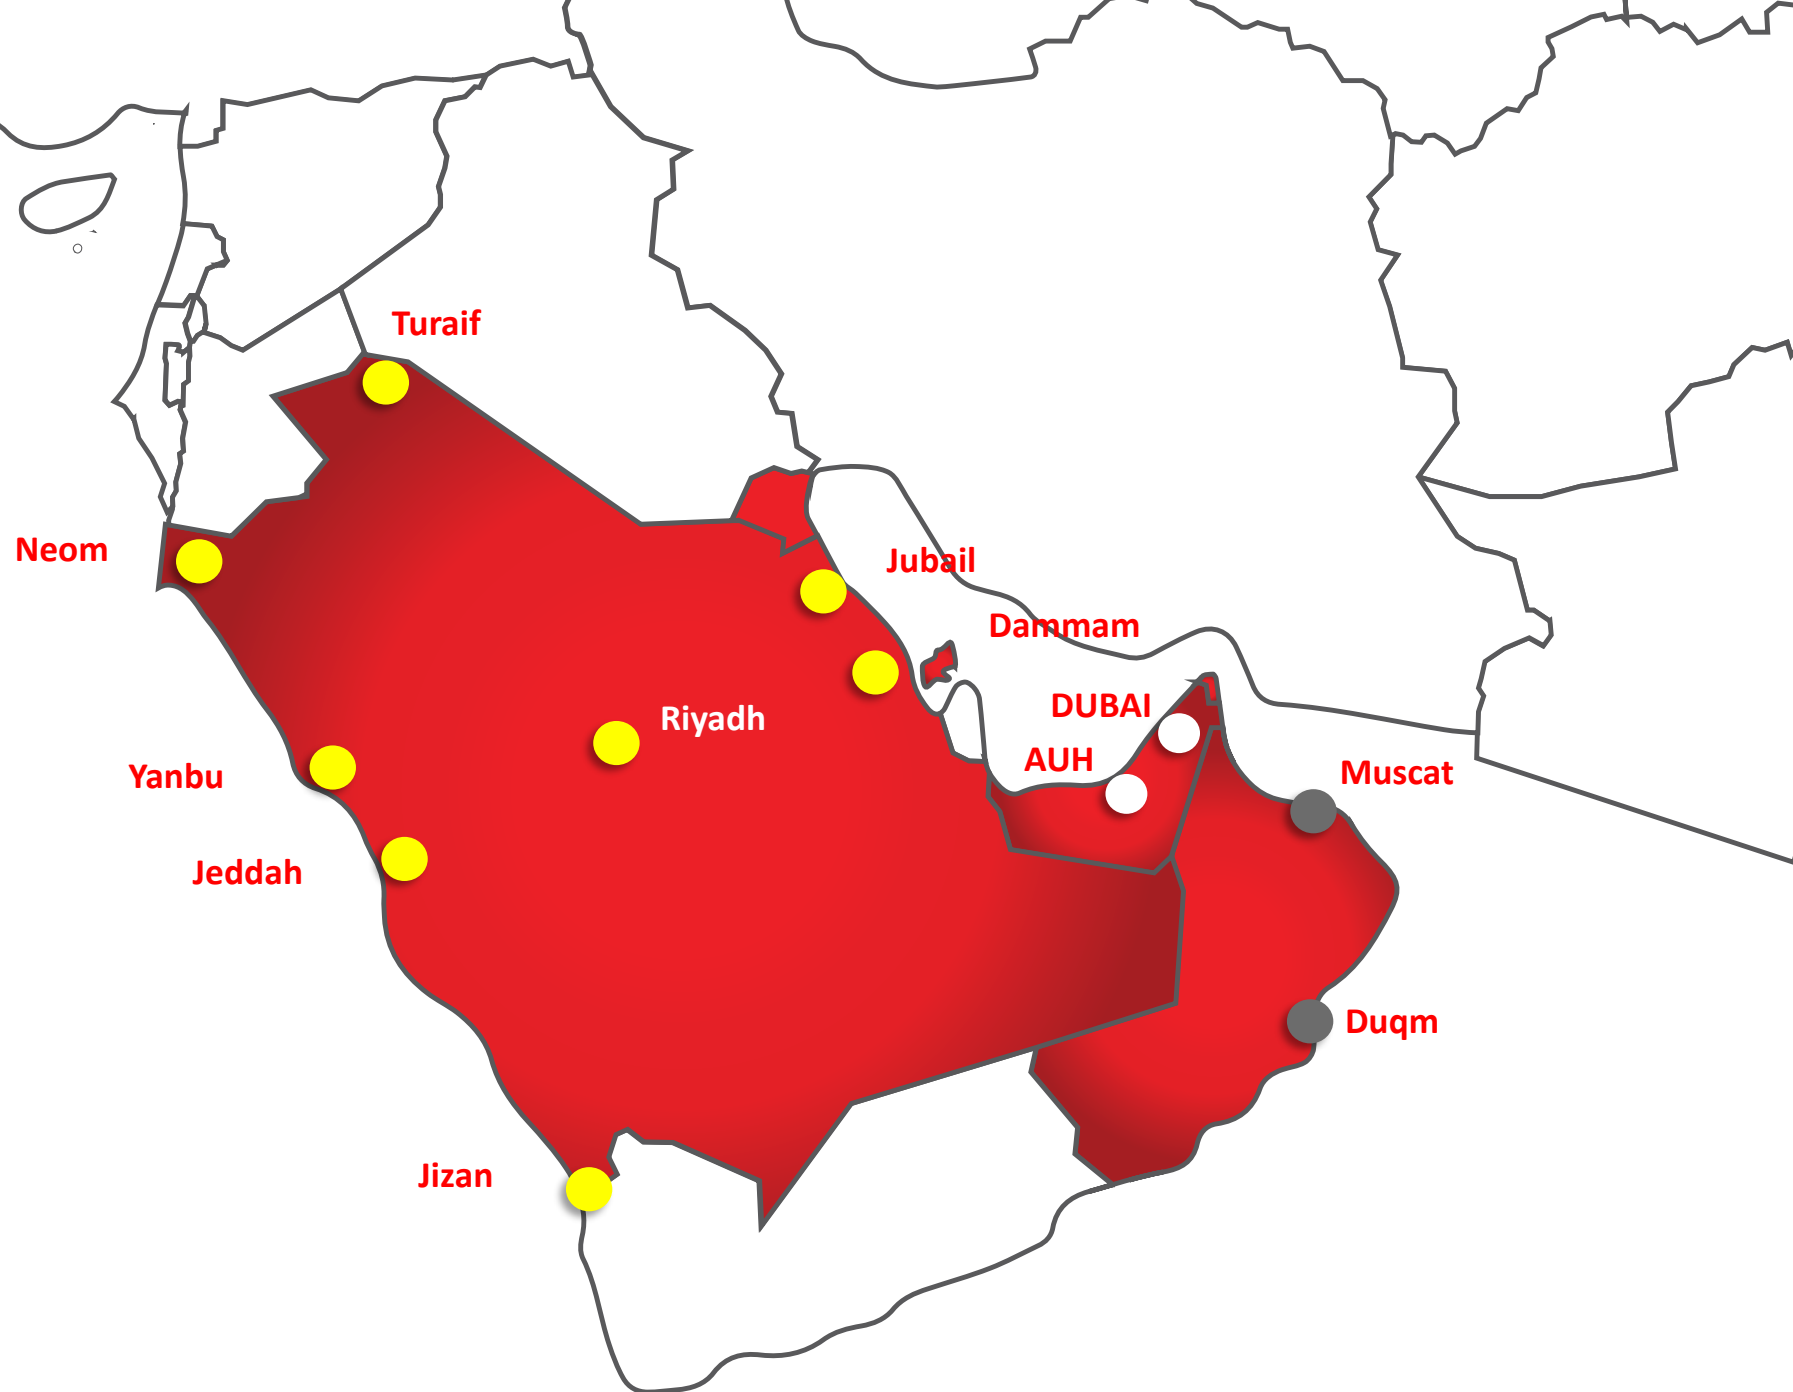 Turaif
Neom
Jubail
Dammam
DUBAI
Riyadh
AUH
Muscat
Yanbu
Jeddah
Duqm
Jizan